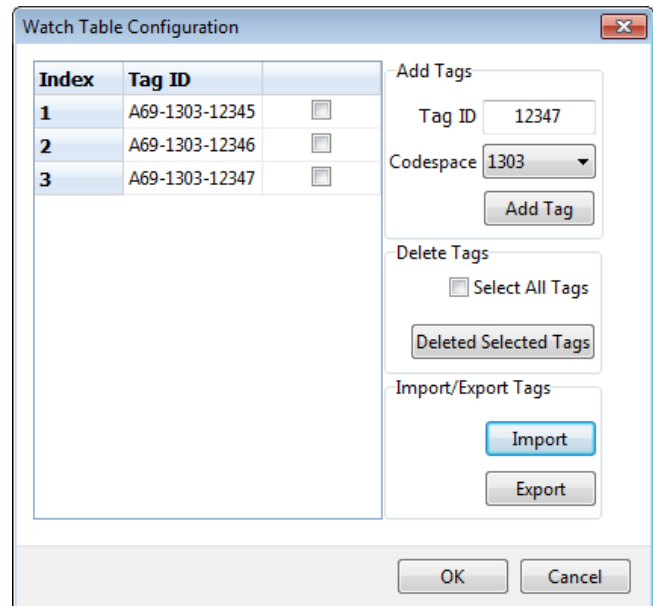 Watch Table Configuration
Index Tag ID
1 A69-1303-12345
2 A69-1303-12346
3 A69-1303-12347
Add Tags
Tag ID 12347
Codespace 1303
Add Tag
Delete Tags
Select All Tags
Deleted Selected Tags
Import/Export Tags
Import
Export
OK Cancel